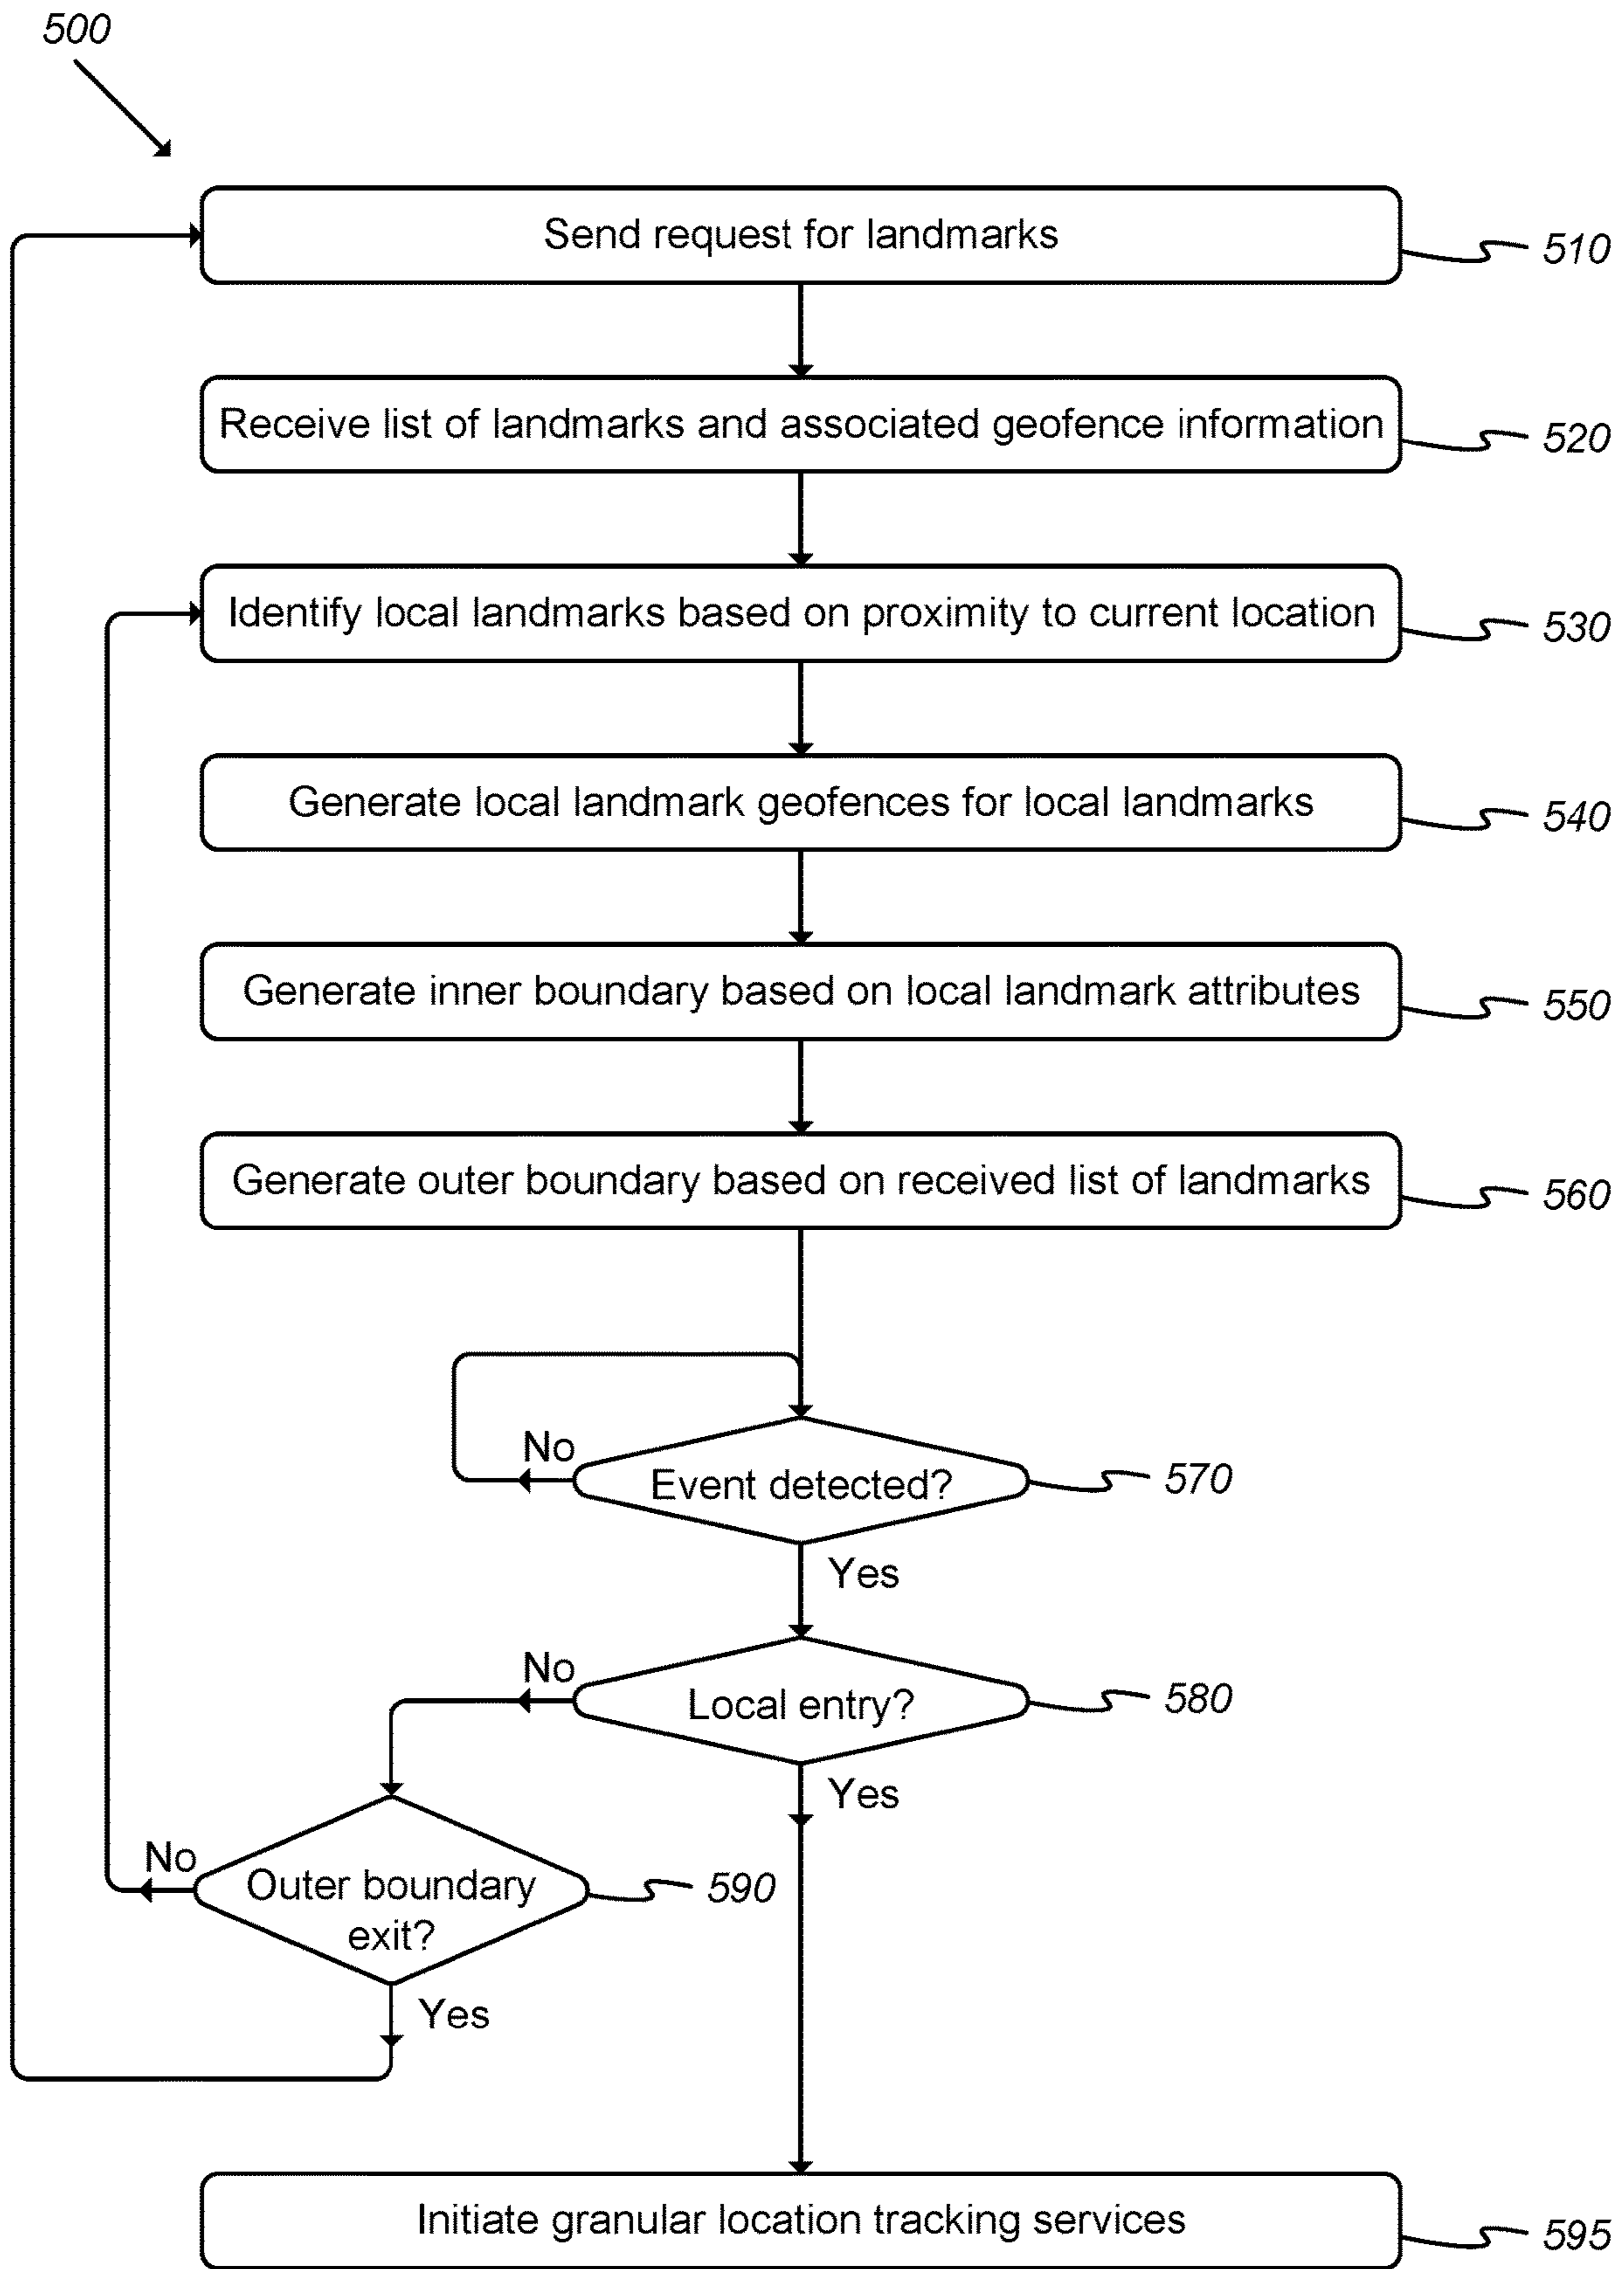 500
Send request for landmarks
510
Receive list of landmarks and associated geofence information
520
Identify local landmarks based on proximity to current location
530
Generate local landmark geofences for local landmarks
540
Generate inner boundary based on local landmark attributes
550
Generate outer boundary based on received list of landmarks
560
No
Event detected?
570
Yes
No
Local entry?
580
Yes
No
Outer boundary
exit?
590
Yes
Initiate granular location tracking services
595